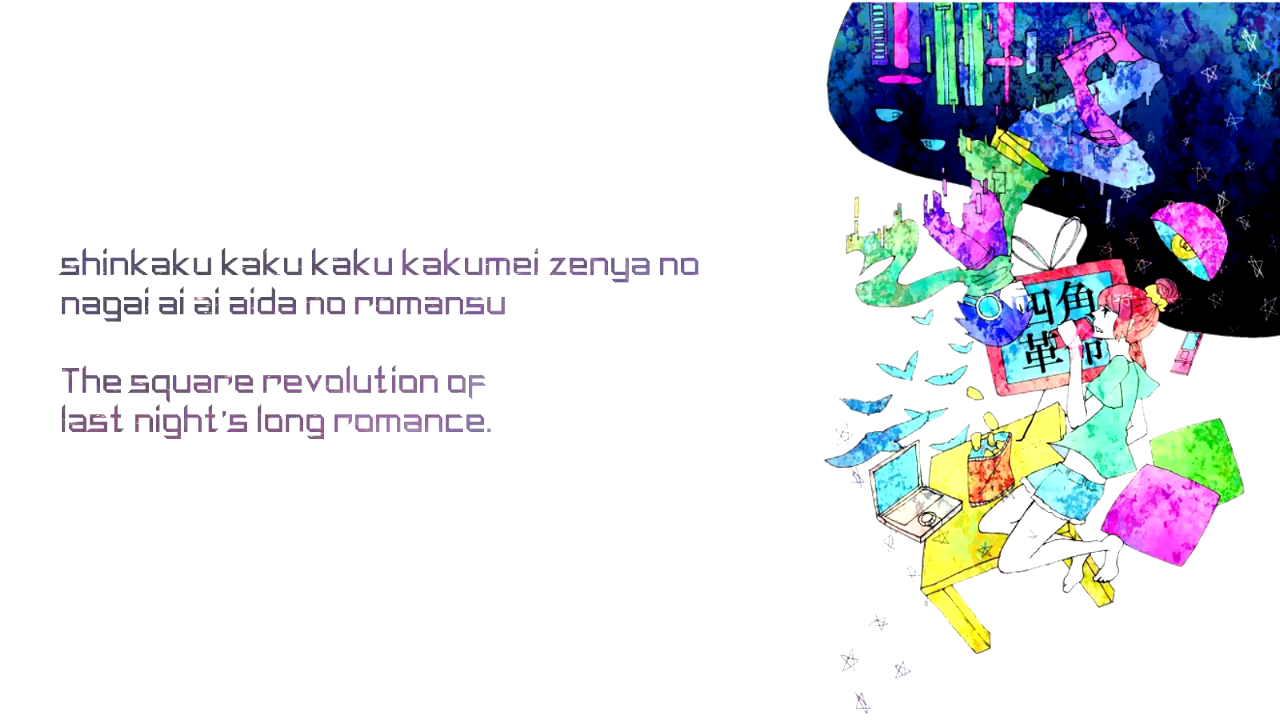 shinkaku kaku kaku kakumei zenya no
nagai ai ai aida no romansu
The square revolution of
last night's long romance.
四角
革命